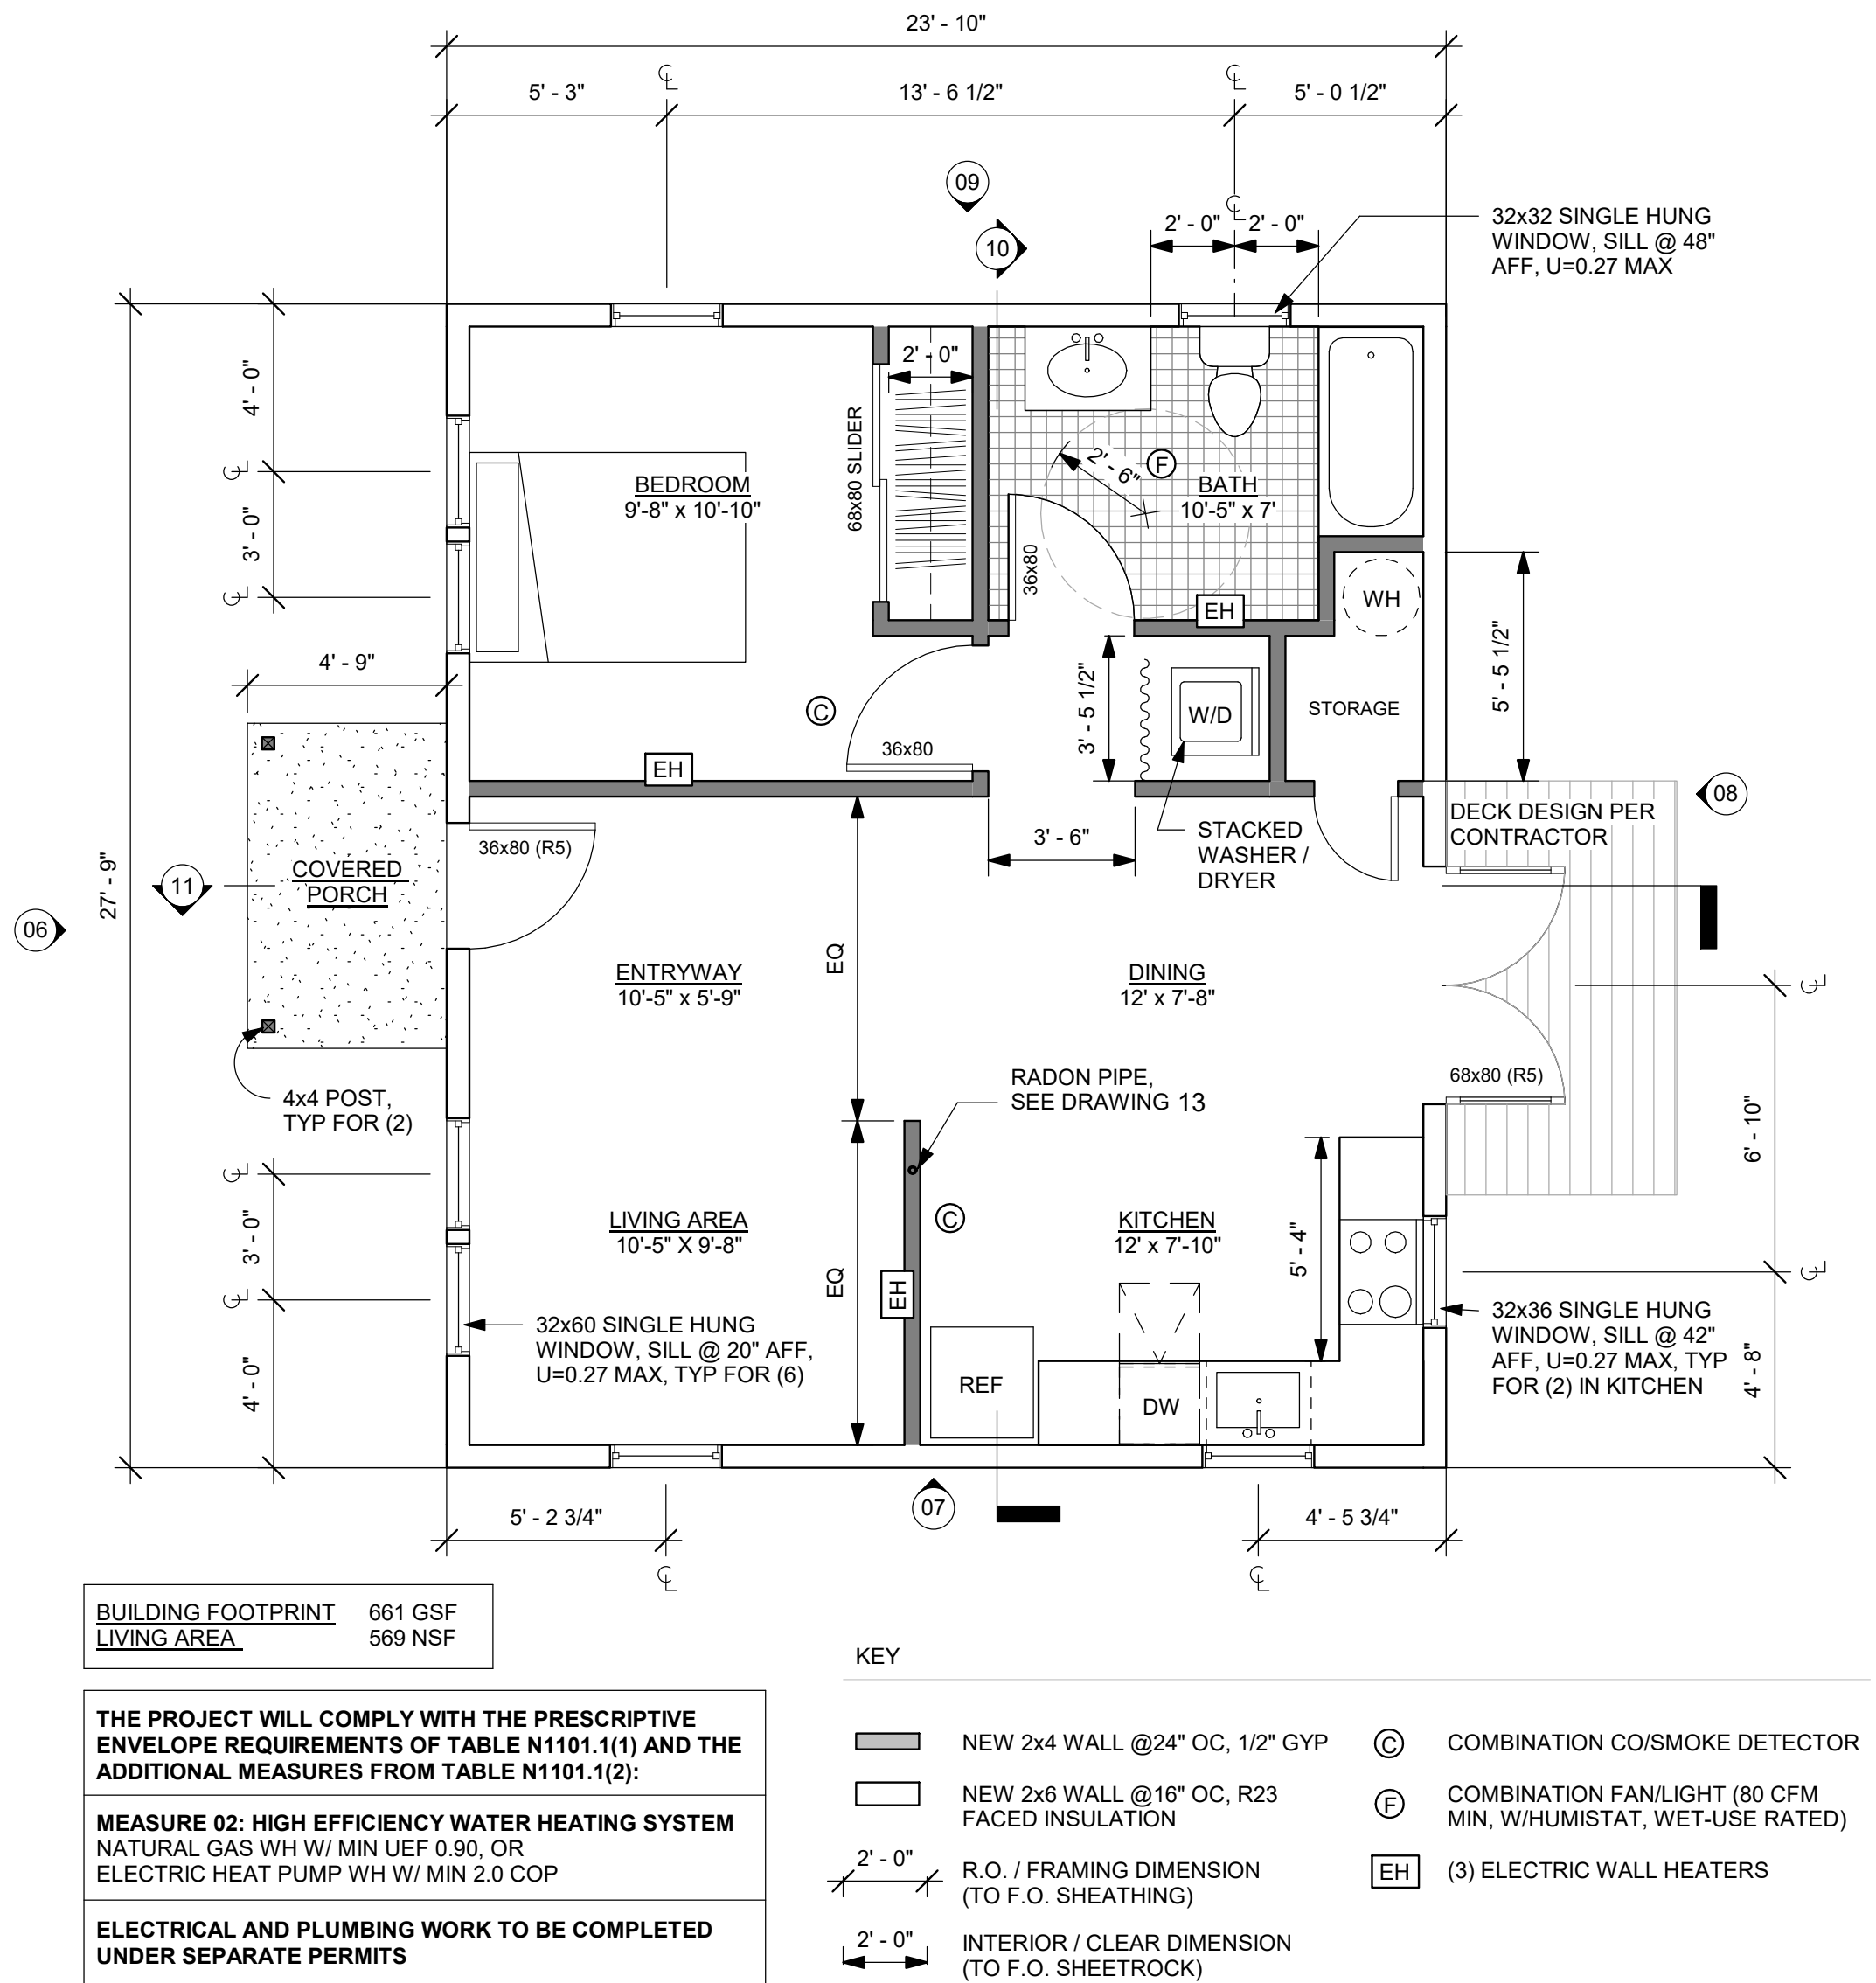 23' - 10"
5' - 3"
13' - 6 1/2"
5' - 0 1/2"
09
10
2' - 0"
2' - 0"
32x32 SINGLE HUNG
WINDOW, SILL @ 48"
AFF, U=0.27 MAX
4' - 0"
3' - 0"
27' - 9"
2' - 0"
68x80 SLIDER
BEDROOM
9'-8" x 10'-10"
2' - 6"
F
BATH
10'-5" x 7'
36x80
EH
WH
5' - 5 1/2"
4' - 9"
C
36x80
EH
3' - 5 1/2"
W/D
STORAGE
08
DECK DESIGN PER
CONTRACTOR
36x80 (R5)
3' - 6"
STACKED
WASHER /
DRYER
COVERED
PORCH
11
06
EQ
ENTRYWAY
10'-5" x 5'-9"
DINING
12' x 7'-8"
4x4 POST,
TYP FOR (2)
RADON PIPE,
SEE DRAWING 13
68x80 (R5)
6' - 10"
3' - 0"
4' - 0"
LIVING AREA
10'-5" X 9'-8"
C
KITCHEN
12' x 7'-10"
5' - 4"
EQ
EH
32x60 SINGLE HUNG
WINDOW, SILL @ 20" AFF,
U=0.27 MAX, TYP FOR (6)
REF
DW
32x36 SINGLE HUNG
WINDOW, SILL @ 42"
AFF, U=0.27 MAX, TYP
FOR (2) IN KITCHEN
4' - 8"
07
5' - 2 3/4"
4' - 5 3/4"
BUILDING FOOTPRINT 661 GSF
LIVING AREA 569 NSF
THE PROJECT WILL COMPLY WITH THE PRESCRIPTIVE
ENVELOPE REQUIREMENTS OF TABLE N1101.1(1) AND THE
ADDITIONAL MEASURES FROM TABLE N1101.1(2):
MEASURE 02: HIGH EFFICIENCY WATER HEATING SYSTEM
NATURAL GAS WH W/ MIN UEF 0.90, OR
ELECTRIC HEAT PUMP WH W/ MIN 2.0 COP
ELECTRICAL AND PLUMBING WORK TO BE COMPLETED
UNDER SEPARATE PERMITS
KEY
NEW 2x4 WALL @24" OC, 1/2" GYP
NEW 2x6 WALL @16" OC, R23
FACED INSULATION
2' - 0"
R.O. / FRAMING DIMENSION
(TO F.O. SHEATHING)
2' - 0"
INTERIOR / CLEAR DIMENSION
(TO F.O. SHEETROCK)
C
COMBINATION CO/SMOKE DETECTOR
F
COMBINATION FAN/LIGHT (80 CFM
MIN, W/HUMISTAT, WET-USE RATED)
EH
(3) ELECTRIC WALL HEATERS